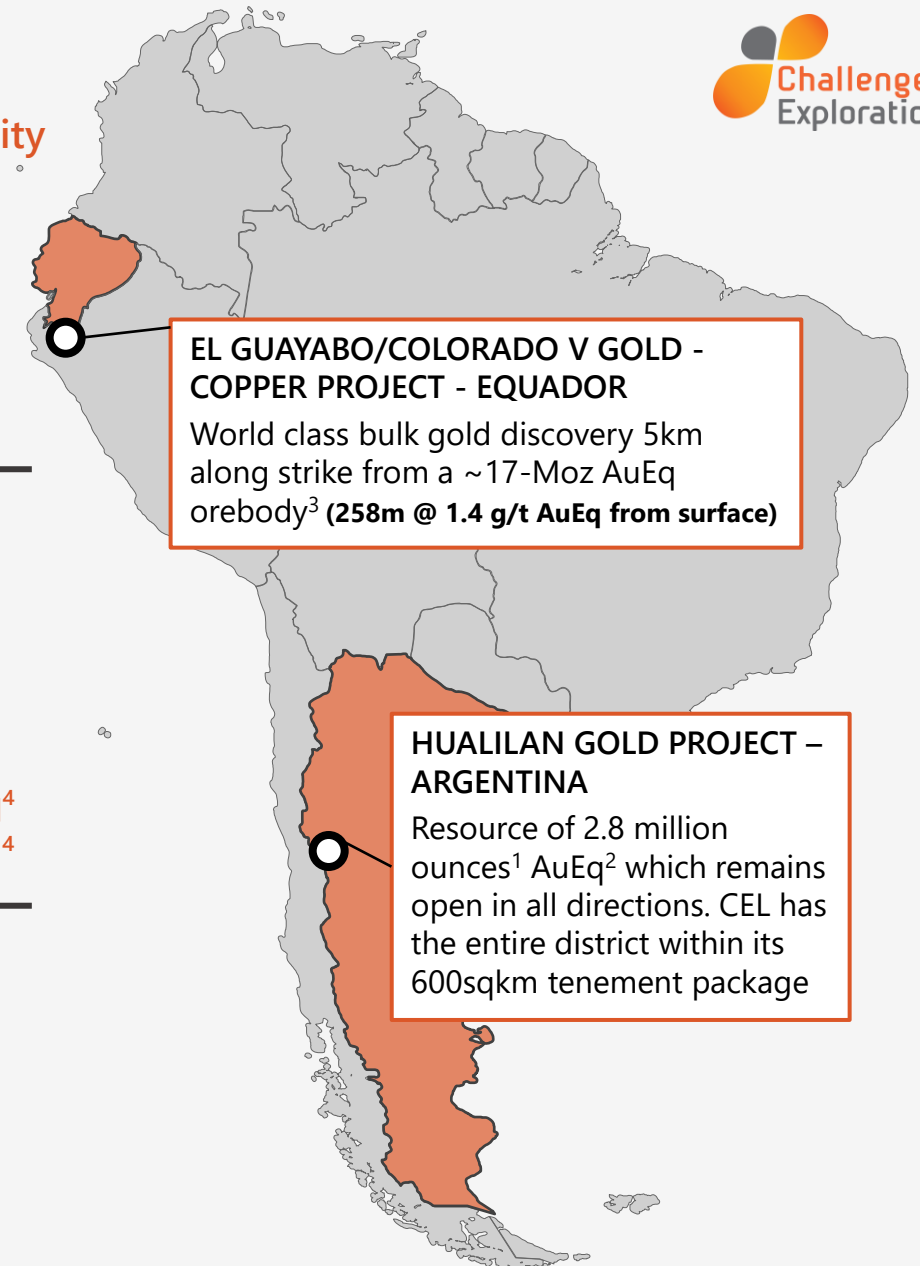 Challenge
Exploratio
ity
EL GUAYABO/COLORADO V GOLD -
COPPER PROJECT - EQUADOR
World class bulk gold discovery 5km
along strike from a ~17-Moz AuEq
orebody³ (258m @ 1.4 g/t AuEq from surface)
HUALILAN GOLD PROJECT –
ARGENTINA
Resource of 2.8 million
ounces¹ AuEq² which remains
open in all directions. CEL has
the entire district within its
600sqkm tenement package
4
4